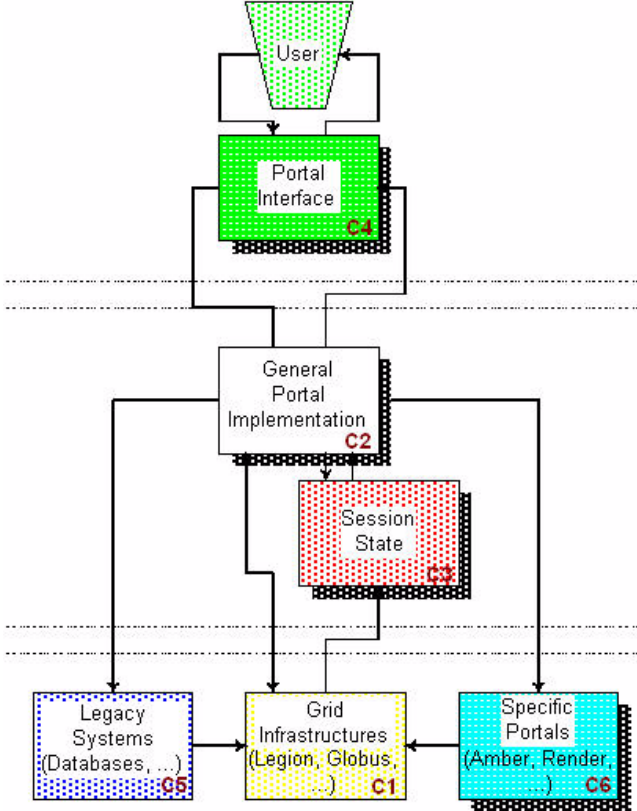 User
Portal
Interface
C4
General
Portal
Implementation
C2
Session
State
C3
Legacy
Systems
(Databases, ...)
C5
Grid
Infrastructures
(Legion, Globus,
...)
C1
Specific
Portals
(Amber, Render,
...)
C6